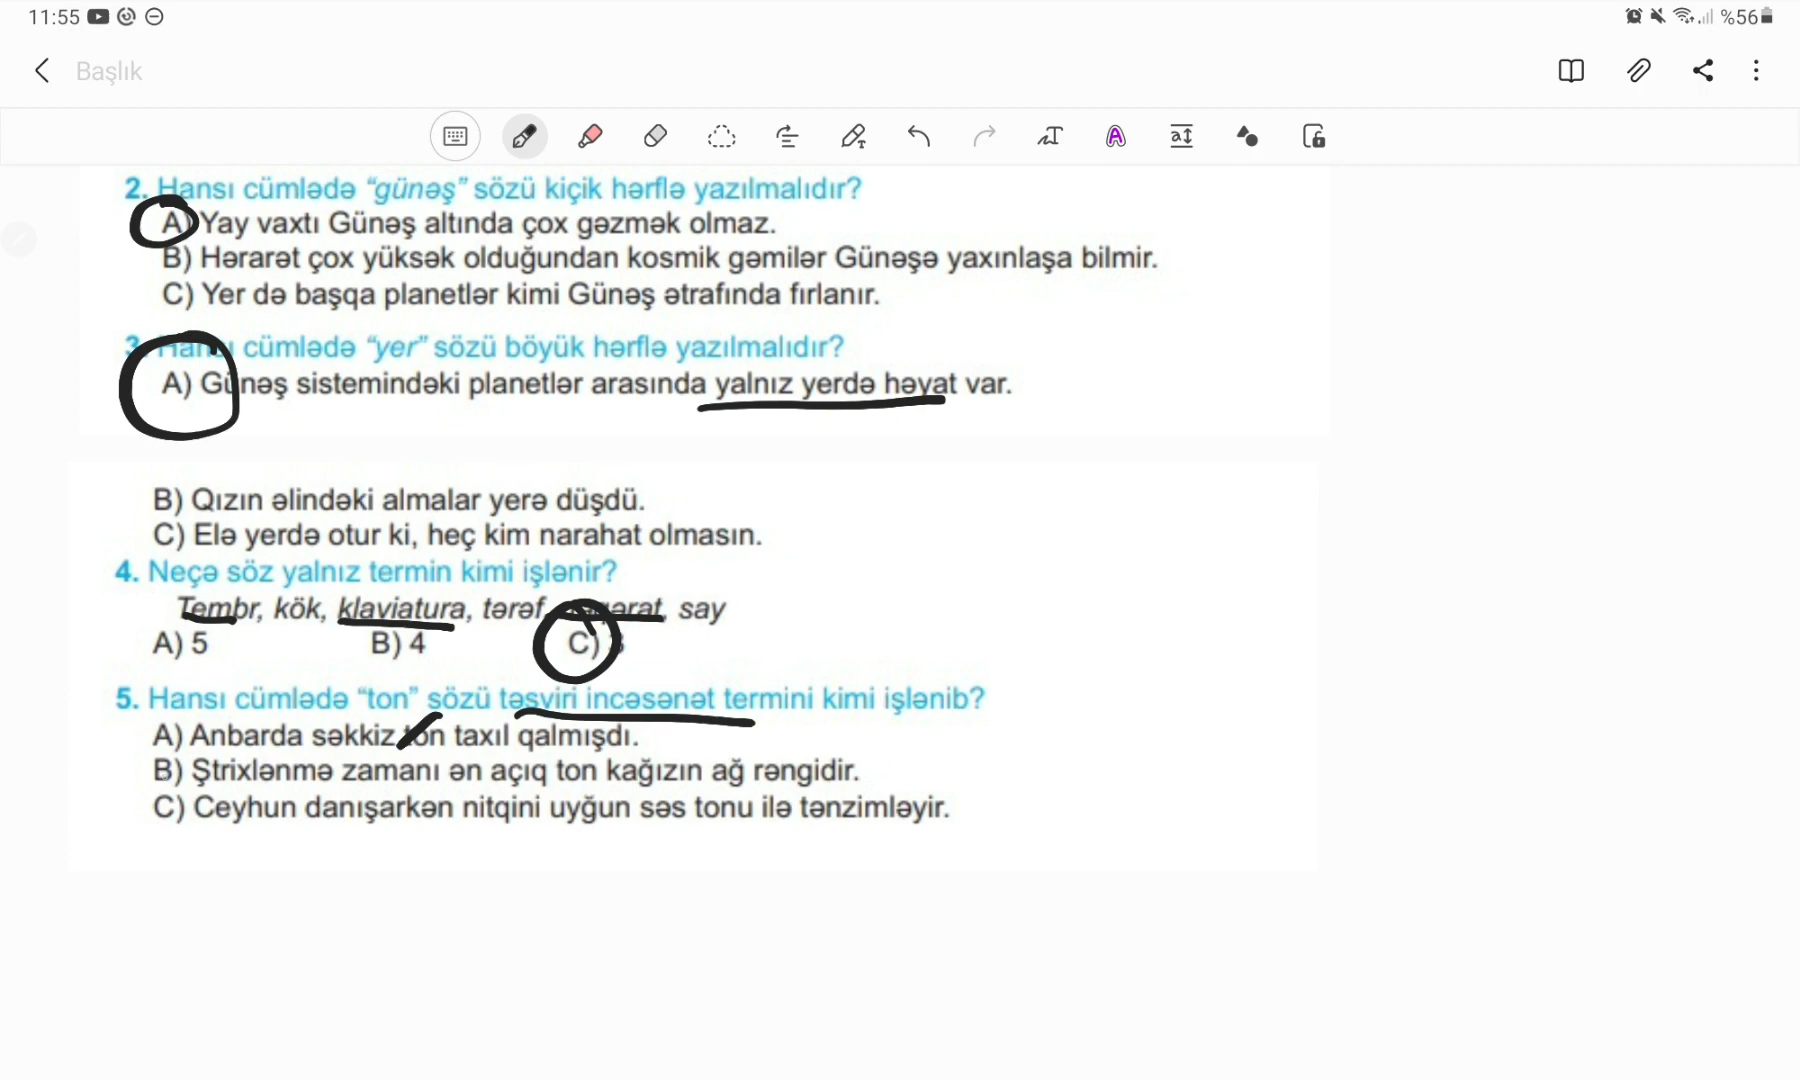 11:55 %56
Başlık
2. Hansı cümlədə “günəş” sözü kiçik hərflə yazılmalıdır?
A) Yay vaxtı Günəş altında çox gəzmək olmaz.
B) Hərarət çox yüksək olduğundan kosmik gəmilər Günəşə yaxınlaşa bilmir.
C) Yer də başqa planetlər kimi Günəş ətrafında fırlanır.
3. Hansı cümlədə “yer” sözü böyük hərflə yazılmalıdır?
A) Günəş sistemindəki planetlər arasında yalnız yerdə həyat var.
B) Qızın əlindəki almalar yerə düşdü.
C) Elə yerdə otur ki, heç kim narahat olmasın.
4. Neçə söz yalnız termin kimi işlənir?
Tembr, kök, klaviatura, tərəf, say
A) 5 B) 4 C) 3
5. Hansı cümlədə “ton” sözü təsviri incəsənət termini kimi işlənib?
A) Anbarda səkkiz ton taxıl qalmışdı.
B) Ştrixlənmə zamanı ən açıq ton kağızın ağ rəngidir.
C) Ceyhun danışarkən nitqini uyğun səs tonu ilə tənzimləyir.